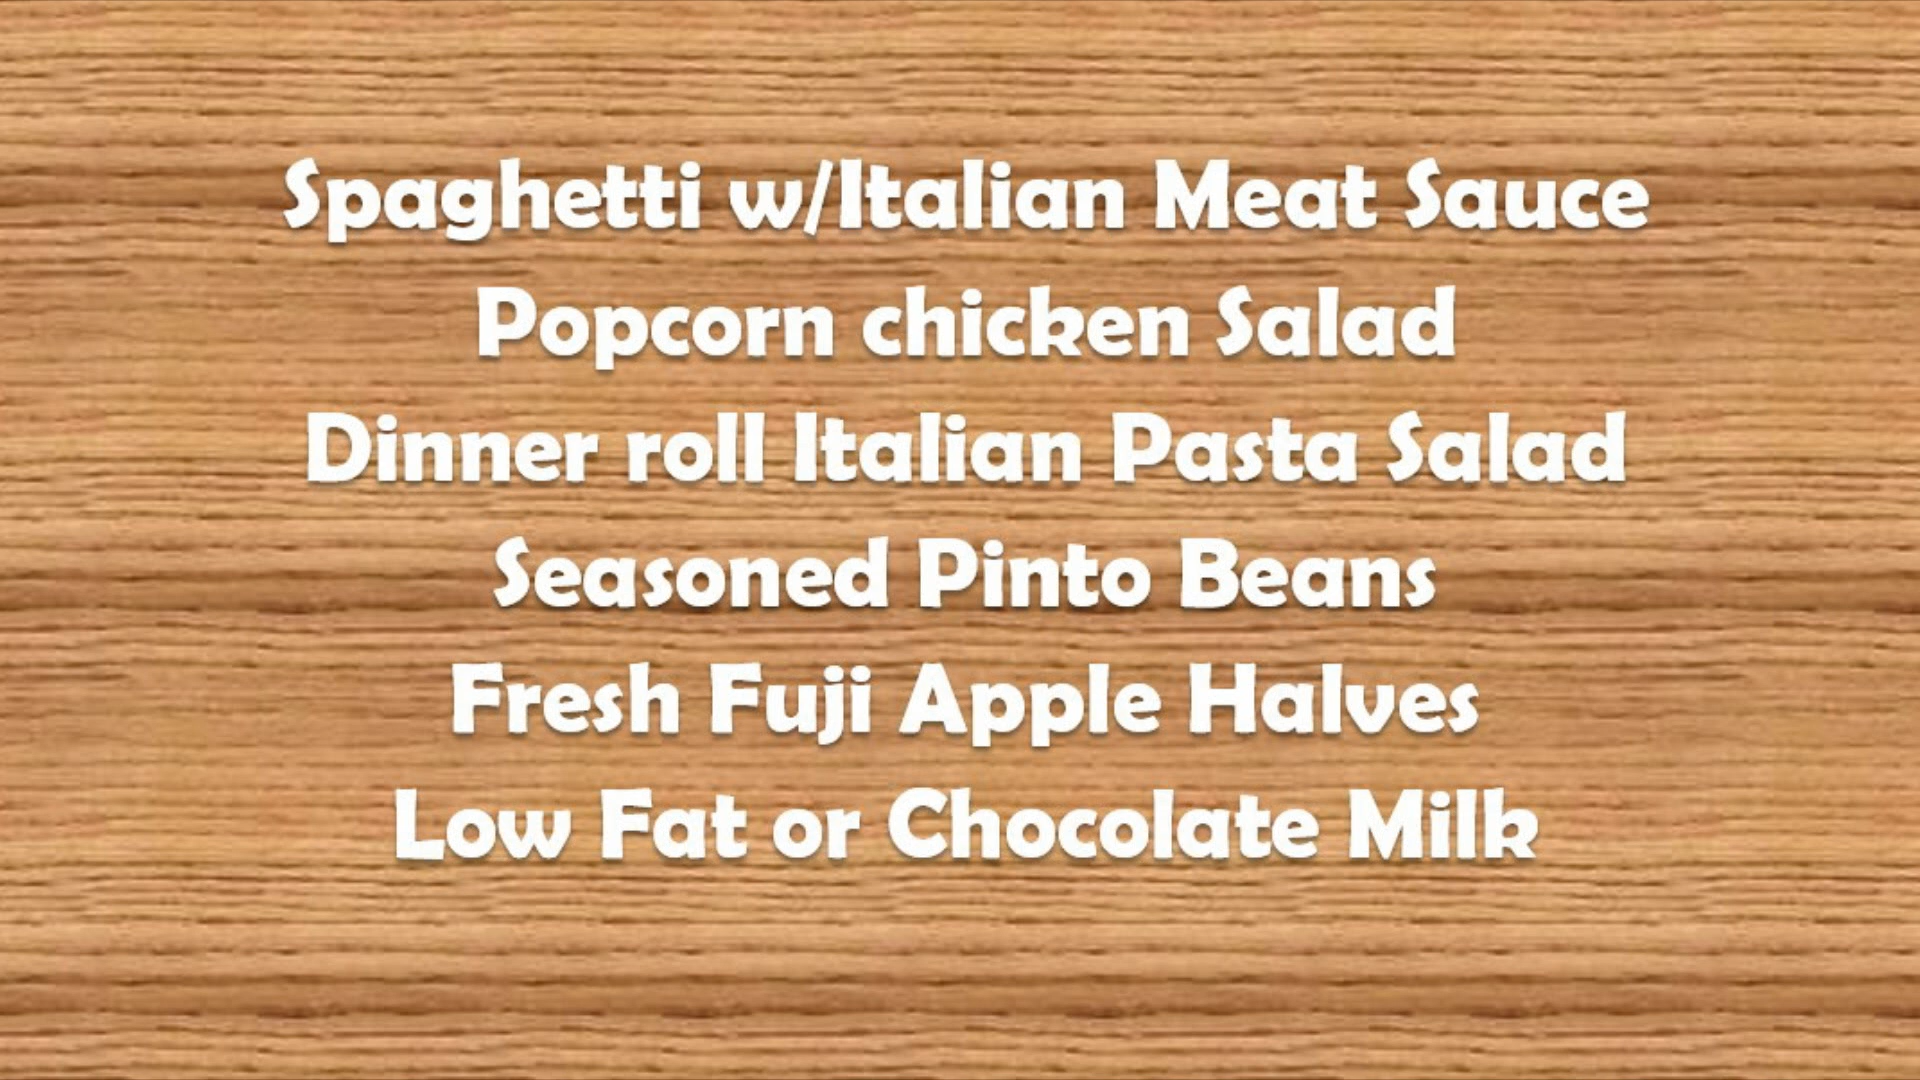 Spaghetti w/Italian Meat Sauce
Popcorn chicken Salad
Dinner roll Italian Pasta Salad
Seasoned Pinto Beans
Fresh Fuji Apple Halves
Low Fat or Chocolate Milk